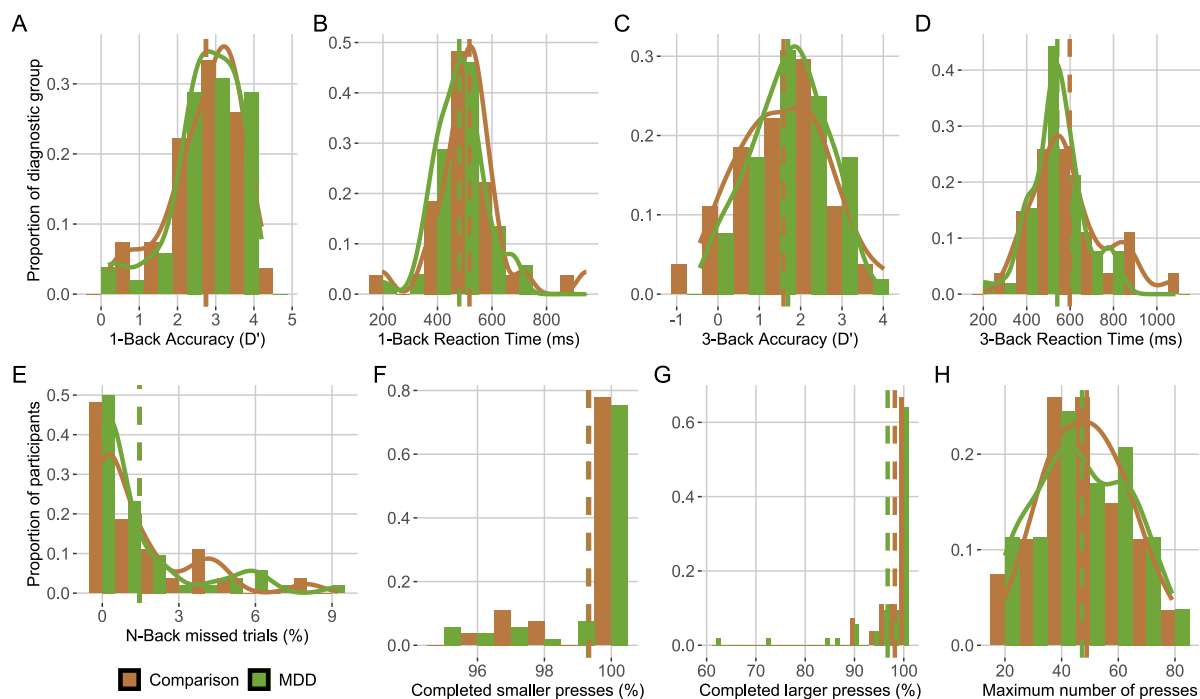 A
B
C
D
Proportion of diagnostic group
0.3
0.2
0.1
0.0
0 1 2 3 4 5
1-Back Accuracy (D')
0.5
0.4
0.3
0.2
0.1
0.0
200 400 600 800
1-Back Reaction Time (ms)
0.3
0.2
0.1
0.0
-1 0 1 2 3 4
3-Back Accuracy (D')
0.4
0.3
0.2
0.1
0.0
200 400 600 800 1000
3-Back Reaction Time (ms)
E
F
G
H
Proportion of participants
0.5
0.4
0.3
0.2
0.1
0.0
0 3 6 9
N-Back missed trials (%)
0.8
0.6
0.4
0.2
0.0
96 98 100
Completed smaller presses (%)
0.6
0.4
0.2
0.0
60 70 80 90 100
Completed larger presses (%)
0.2
0.1
0.0
20 40 60 80
Maximum number of presses
Comparison MDD